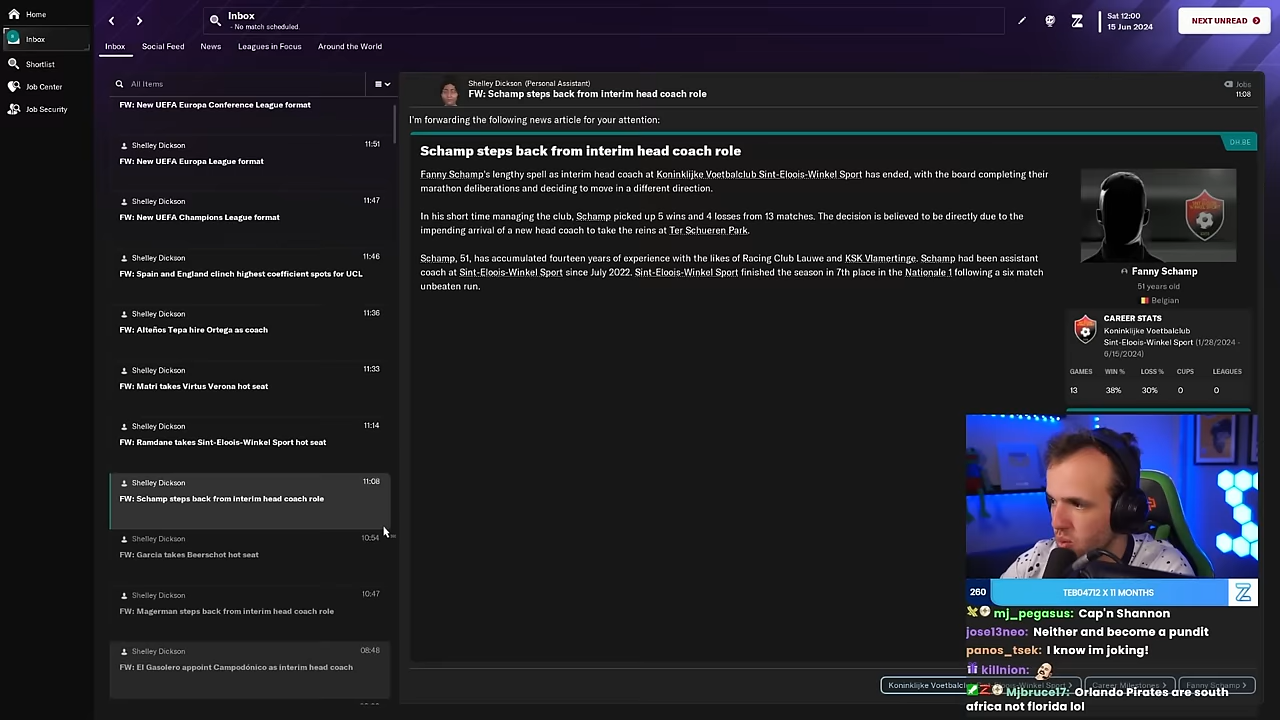 Home
Inbox
Shortlist
Job Center
Job Security
Inbox
- No match scheduled.
Sat 12:00
15 Jun 2024
NEXT UNREAD
Inbox
Social Feed
News
Leagues in Focus
Around the World
All Items
FW: New UEFA Europa Conference League format
Shelley Dickson
11:51
FW: New UEFA Europa League format
Shelley Dickson
11:47
FW: New UEFA Champions League format
Shelley Dickson
11:46
FW: Spain and England clinch highest coefficient spots for UCL
Shelley Dickson
11:36
FW: Alteños Tepa hire Ortega as coach
Shelley Dickson
11:33
FW: Matri takes Virtus Verona hot seat
Shelley Dickson
11:14
FW: Ramdane takes Sint-Eloois-Winkel Sport hot seat
Shelley Dickson
11:08
FW: Schamp steps back from interim head coach role
Shelley Dickson
10:54
FW: Garcia takes Beerschot hot seat
Shelley Dickson
10:47
FW: Magerman steps back from interim head coach role
Shelley Dickson
08:48
FW: El Gasolero appoint Campodónico as interim head coach
Shelley Dickson (Personal Assistant)
FW: Schamp steps back from interim head coach role
Jobs
11:08
I'm forwarding the following news article for your attention:
DH.BE
Schamp steps back from interim head coach role
Fanny Schamp's lengthy spell as interim head coach at Koninklijke Voetbalclub Sint-Eloois-Winkel Sport has ended, with the board completing their
marathon deliberations and deciding to move in a different direction.
In his short time managing the club, Schamp picked up 5 wins and 4 losses from 13 matches. The decision is believed to be directly due to the
impending arrival of a new head coach to take the reins at Ter Schueren Park.
Schamp, 51, has accumulated fourteen years of experience with the likes of Racing Club Lauwe and KSK Vlamertinge. Schamp had been assistant
coach at Sint-Eloois-Winkel Sport since July 2022. Sint-Eloois-Winkel Sport finished the season in 7th place in the Nationale 1 following a six match
unbeaten run.
Fanny Schamp
51 years old
Belgian
CAREER STATS
Koninklijke Voetbalclub
Sint-Eloois-Winkel Sport (1/28/2024 -
6/15/2024)
GAMES WIN % LOSS % CUPS LEAGUES
13 38% 30% 0 0
260
TEB04712 X 11 MONTHS
mj_pegasus: Cap'n Shannon
jose13neo: Neither and become a pundit
panos_tsek: I know im joking!
killnion:
Mjbruce17: Orlando Pirates are south
africa not florida lol
Koninklijke Voetbalcl
Career Milestones
Fanny Schamp